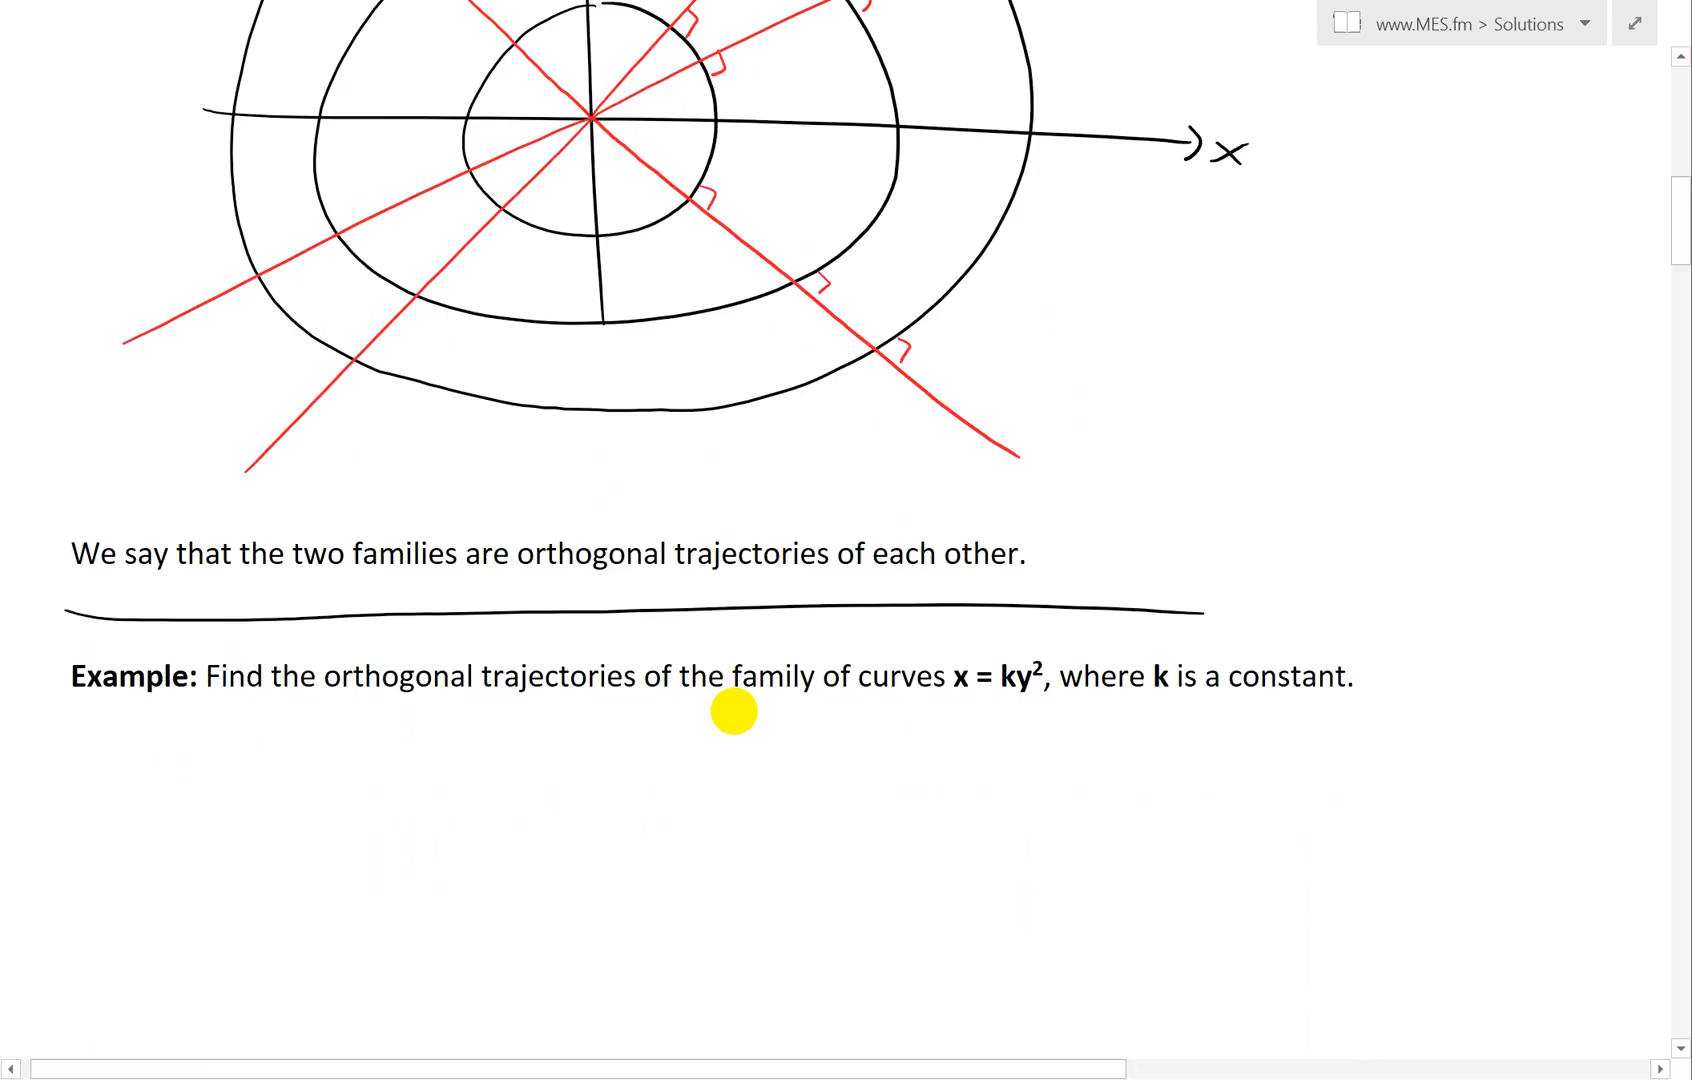 www.MES.fm > Solutions
x
We say that the two families are orthogonal trajectories of each other.
Example: Find the orthogonal trajectories of the family of curves x = ky², where k is a constant.